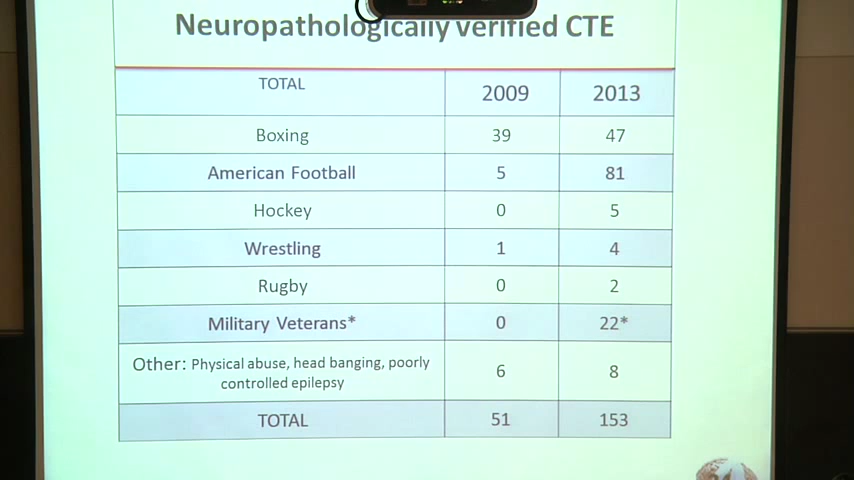 Neuropathologically verified CTE
TOTAL 2009 2013
Boxing 39 47
American Football 5 81
Hockey 0 5
Wrestling 1 4
Rugby 0 2
Military Veterans* 0 22*
Other: Physical abuse, head banging, poorly
controlled epilepsy 6 8
TOTAL 51 153